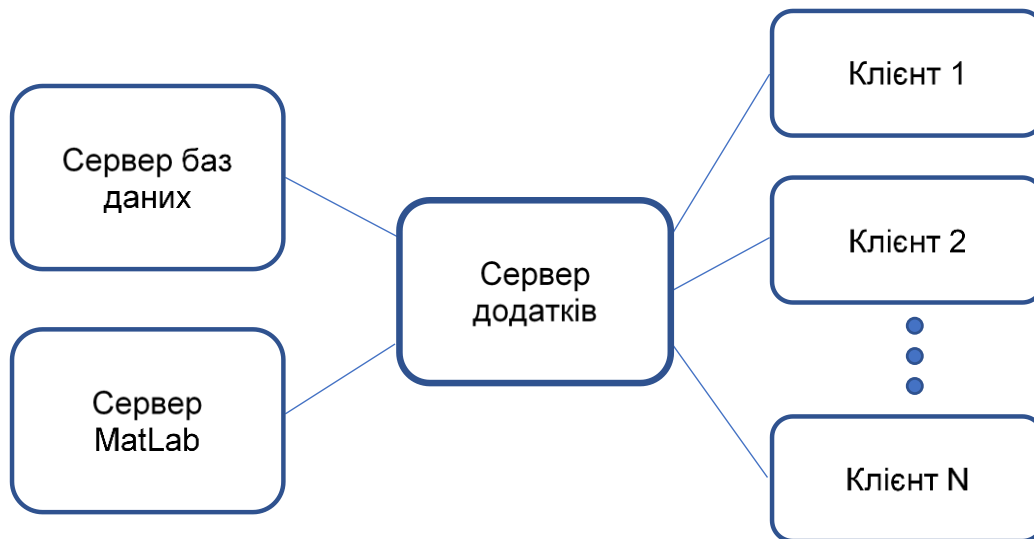 Сервер баз
даних
Сервер
MatLab
Сервер
додатків
Клієнт 1
Клієнт 2
Клієнт N